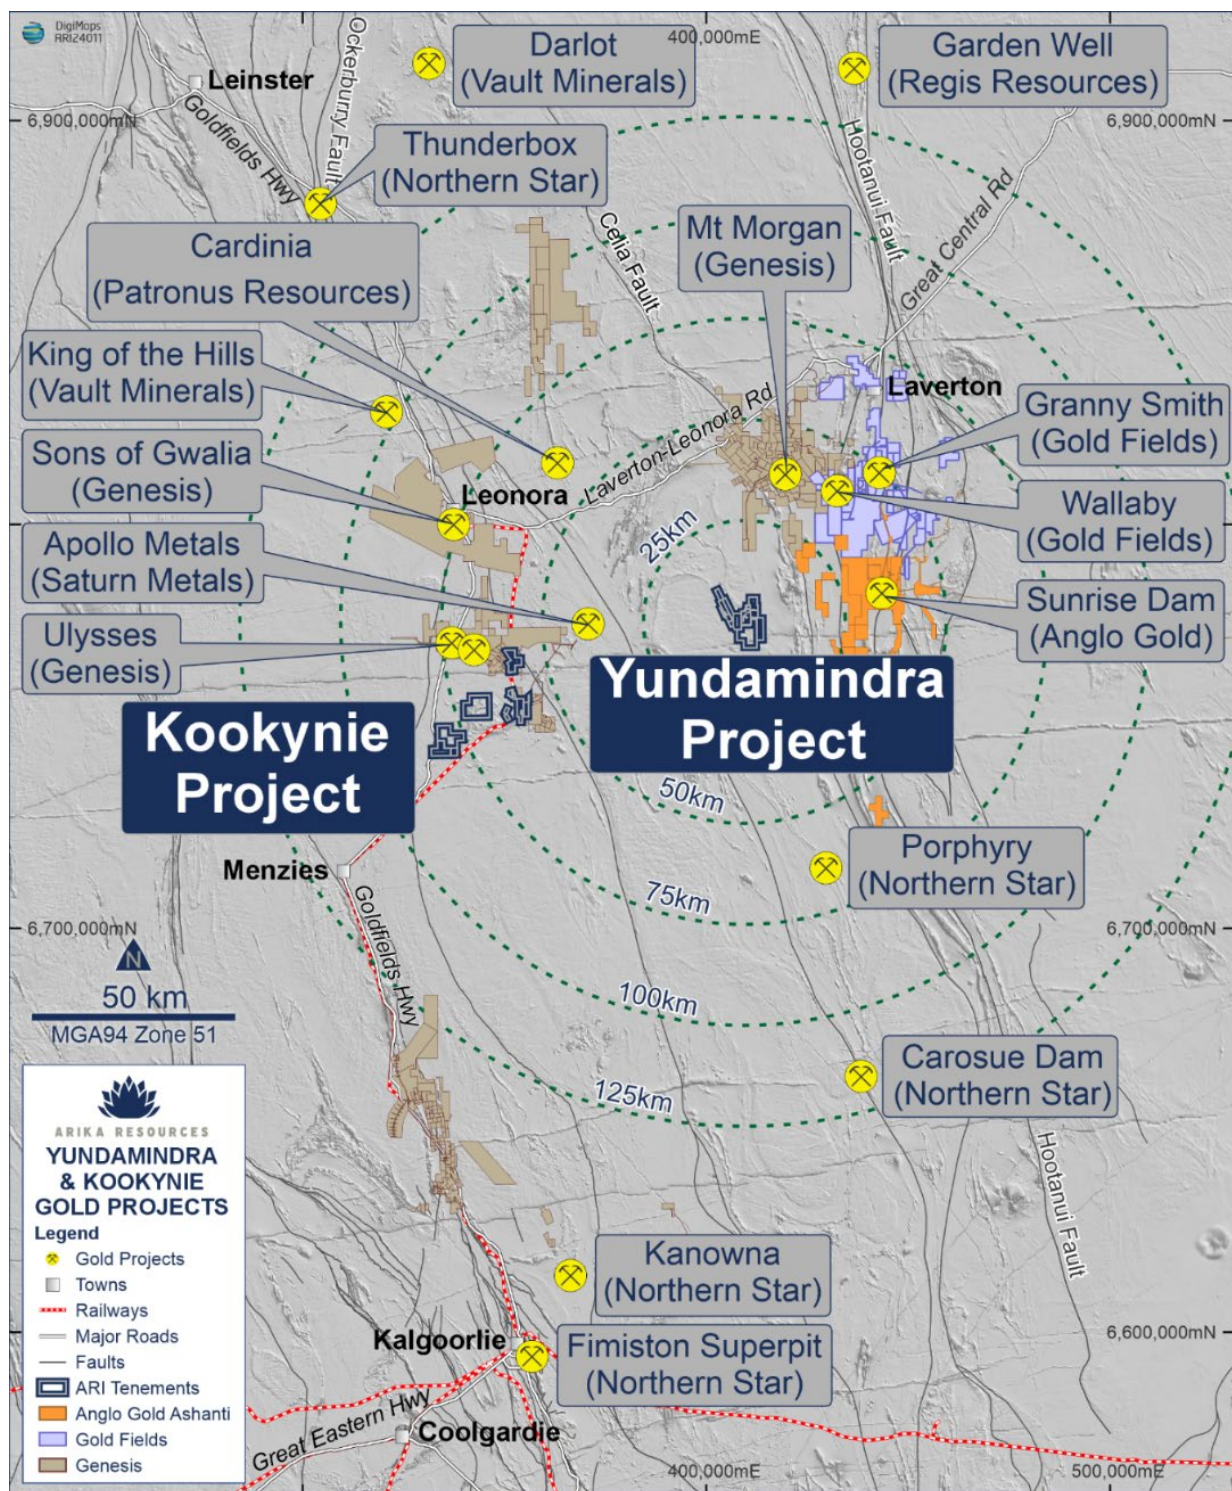 DigiMaps
RRI24011
Ockerburry Fault
Darlot
(Vault Minerals)
400,000mE
Garden Well
(Regis Resources)
Leinster
6,900,000mN
6,900,000mN
Goldfields Hwy
Thunderbox
(Northern Star)
Hootanui Fault
Great Central Rd
Celia Fault
Mt Morgan
(Genesis)
Cardinia
(Patronus Resources)
King of the Hills
(Vault Minerals)
Laverton
Granny Smith
(Gold Fields)
Sons of Gwalia
(Genesis)
Leonora
Laverton-Leonora Rd
Wallaby
(Gold Fields)
25km
Apollo Metals
(Saturn Metals)
Sunrise Dam
(Anglo Gold)
Ulysses
(Genesis)
Yundamindra
Project
Kookynie
Project
50km
Menzies
Porphyry
(Northern Star)
Goldfields Hwy
75km
6,700,000mN
6,700,000mN
N
50 km
MGA94 Zone 51
100km
Carosue Dam
(Northern Star)
125km
Hootanui Fault
ARIKA RESOURCES
YUNDAMINDRA
& KOOKYNIE
GOLD PROJECTS
Legend
Gold Projects
Towns
Railways
Major Roads
Faults
ARI Tenements
Anglo Gold Ashanti
Gold Fields
Genesis
Kanowna
(Northern Star)
Kalgoorlie
Fimiston Superpit
(Northern Star)
6,600,000mN
Great Eastern Hwy
Coolgardie
400,000mE
500,000mE